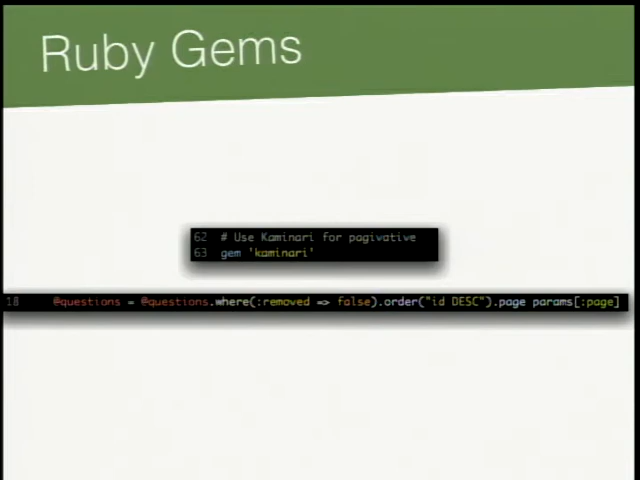 Ruby Gems
62 # Use Kaminari for pagivative
63 gem 'kaminari'
18 @questions = @questions.where(:removed => false).order("id DESC").page params[:page]